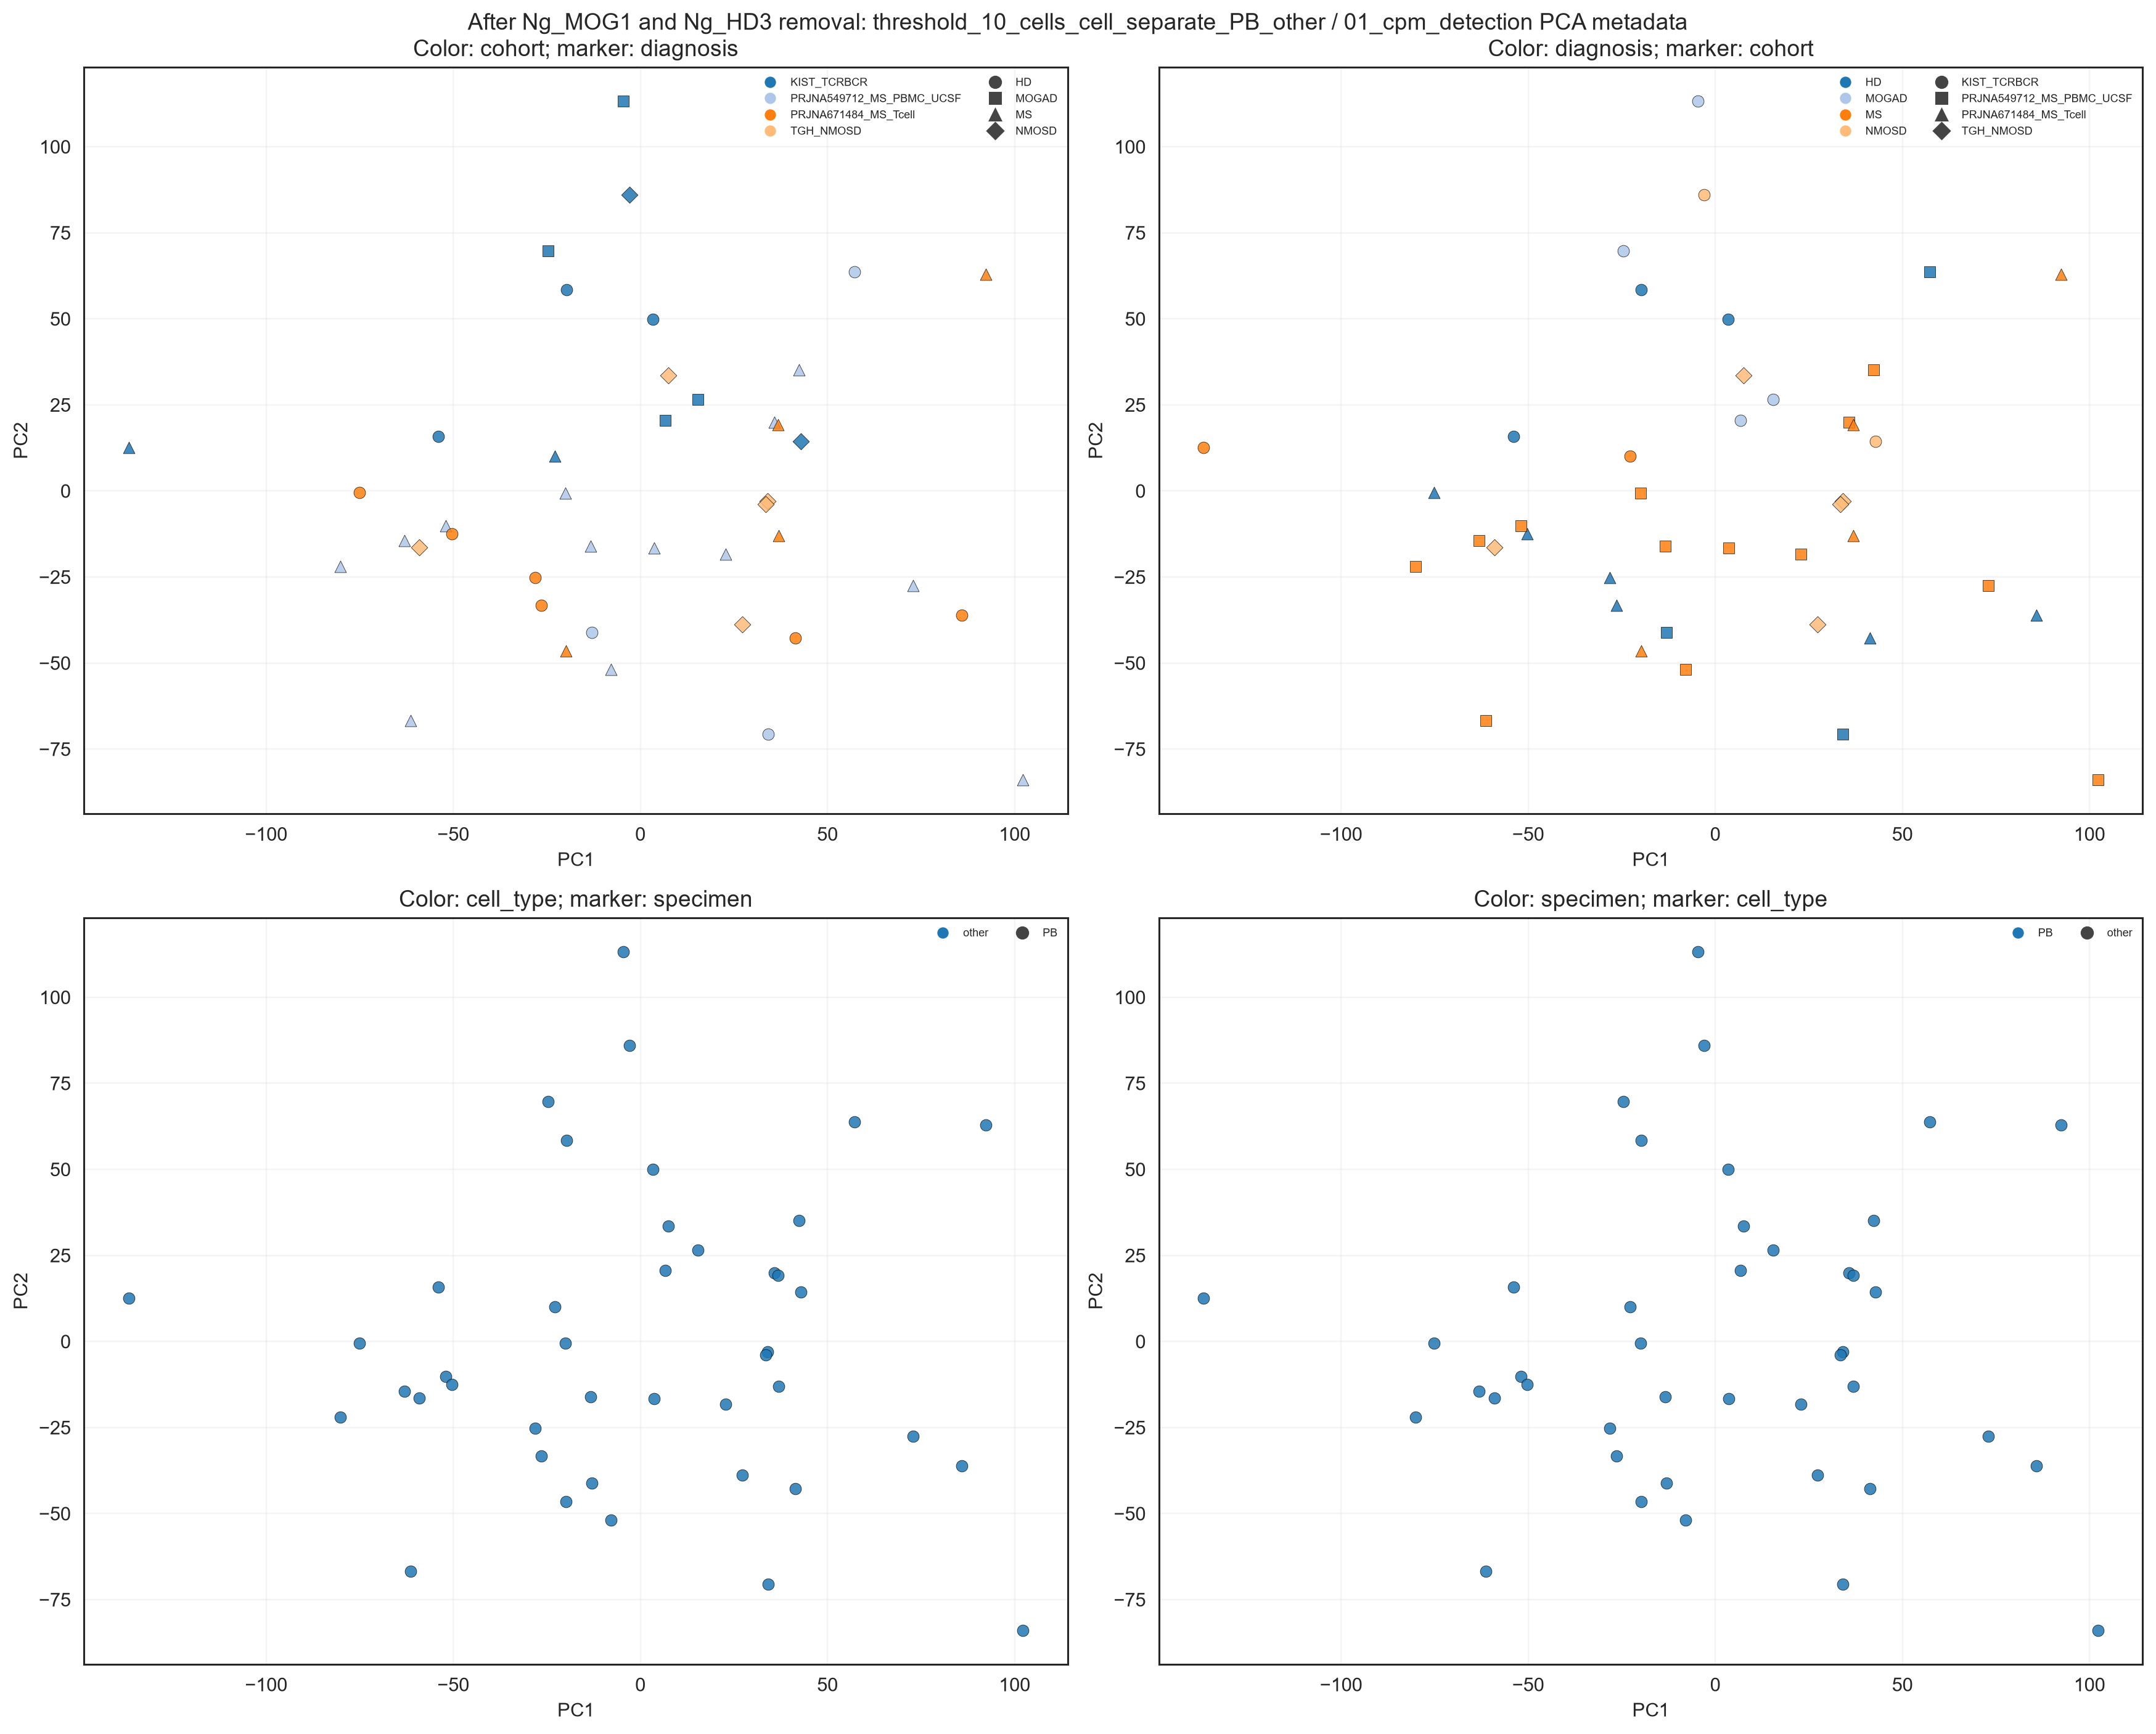 After Ng_MOG1 and Ng_HD3 removal: threshold_10_cells_cell_separate_PB_other / 01_cpm_detection PCA metadata
Color: cohort; marker: diagnosis
KIST_TCRBCR
PRJNA549712_MS_PBMC_UCSF
PRJNA671484_MS_Tcell
TGH_NMOSD
HD
MOGAD
MS
NMOSD
100
75
50
25
0
−25
−50
−75
PC2
−100
−50
0
50
100
PC1
Color: diagnosis; marker: cohort
HD
MOGAD
MS
NMOSD
KIST_TCRBCR
PRJNA549712_MS_PBMC_UCSF
PRJNA671484_MS_Tcell
TGH_NMOSD
100
75
50
25
0
−25
−50
−75
PC2
−100
−50
0
50
100
PC1
Color: cell_type; marker: specimen
other
PB
100
75
50
25
0
−25
−50
−75
PC2
−100
−50
0
50
100
PC1
Color: specimen; marker: cell_type
PB
other
100
75
50
25
0
−25
−50
−75
PC2
−100
−50
0
50
100
PC1